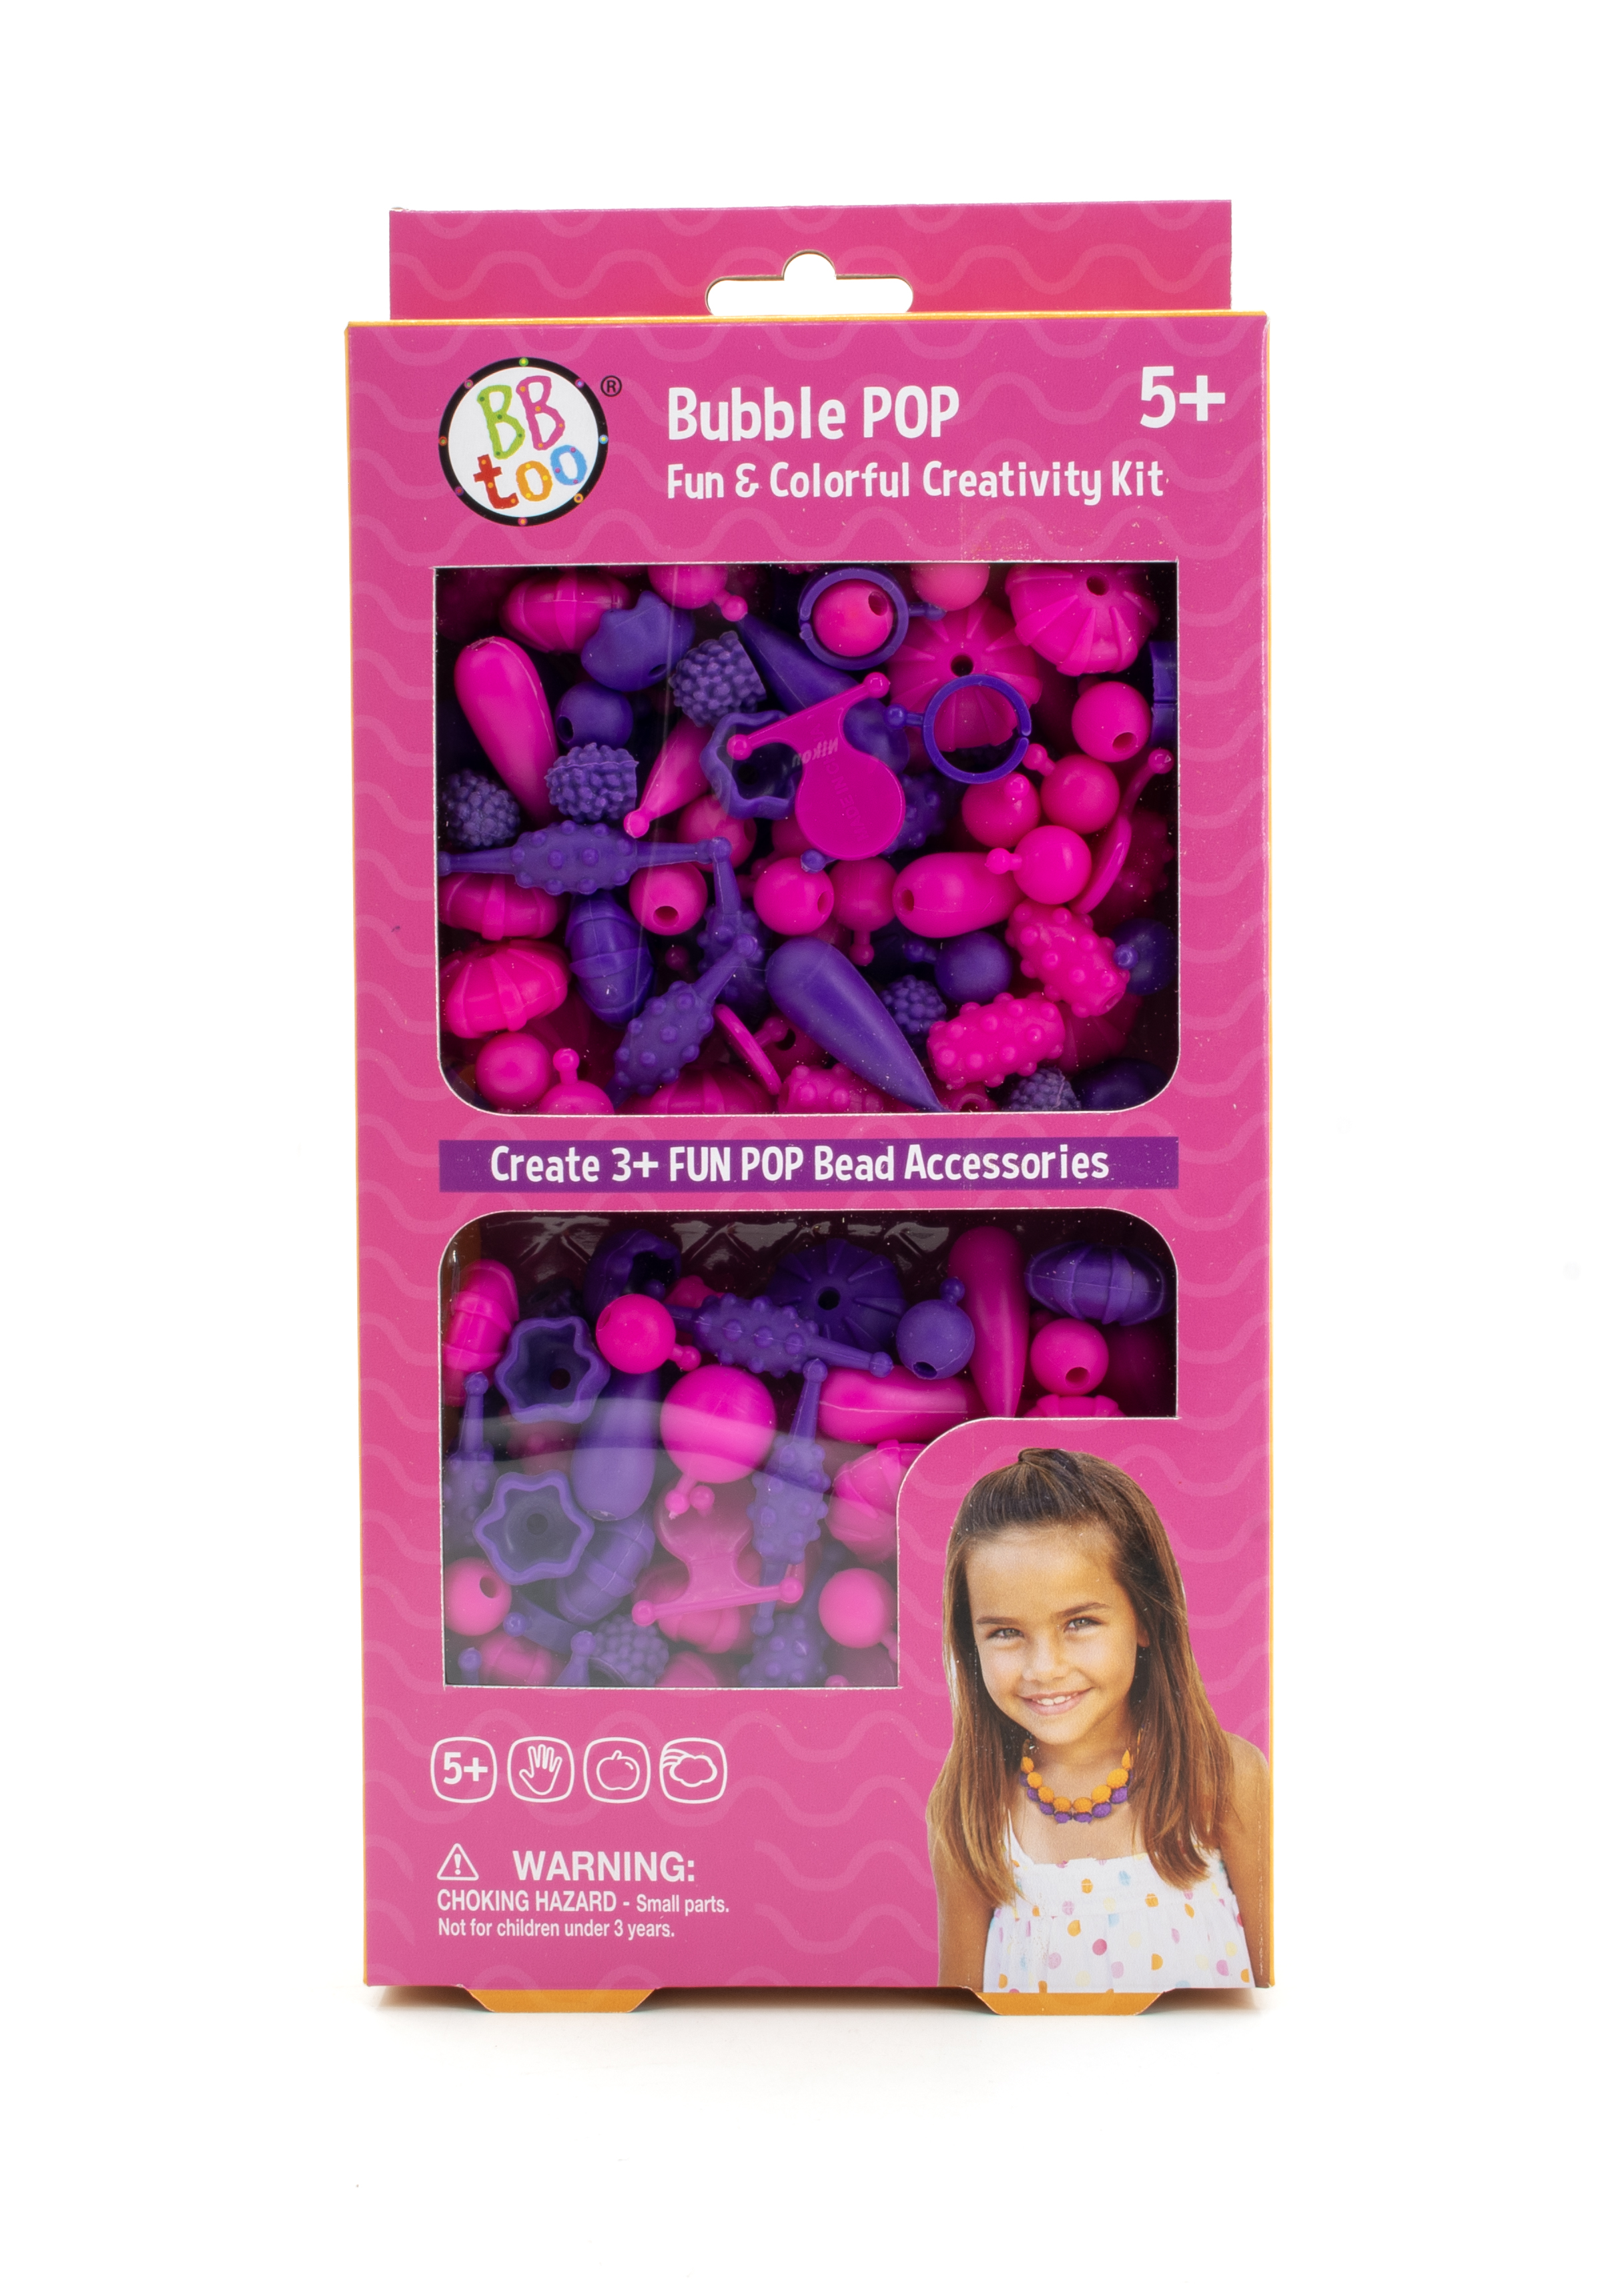 BB
too
®
Bubble POP
5+
Fun & Colorful Creativity Kit
Nikon
Create 3+ FUN POP Bead Accessories
5+
WARNING:
CHOKING HAZARD - Small parts.
Not for children under 3 years.